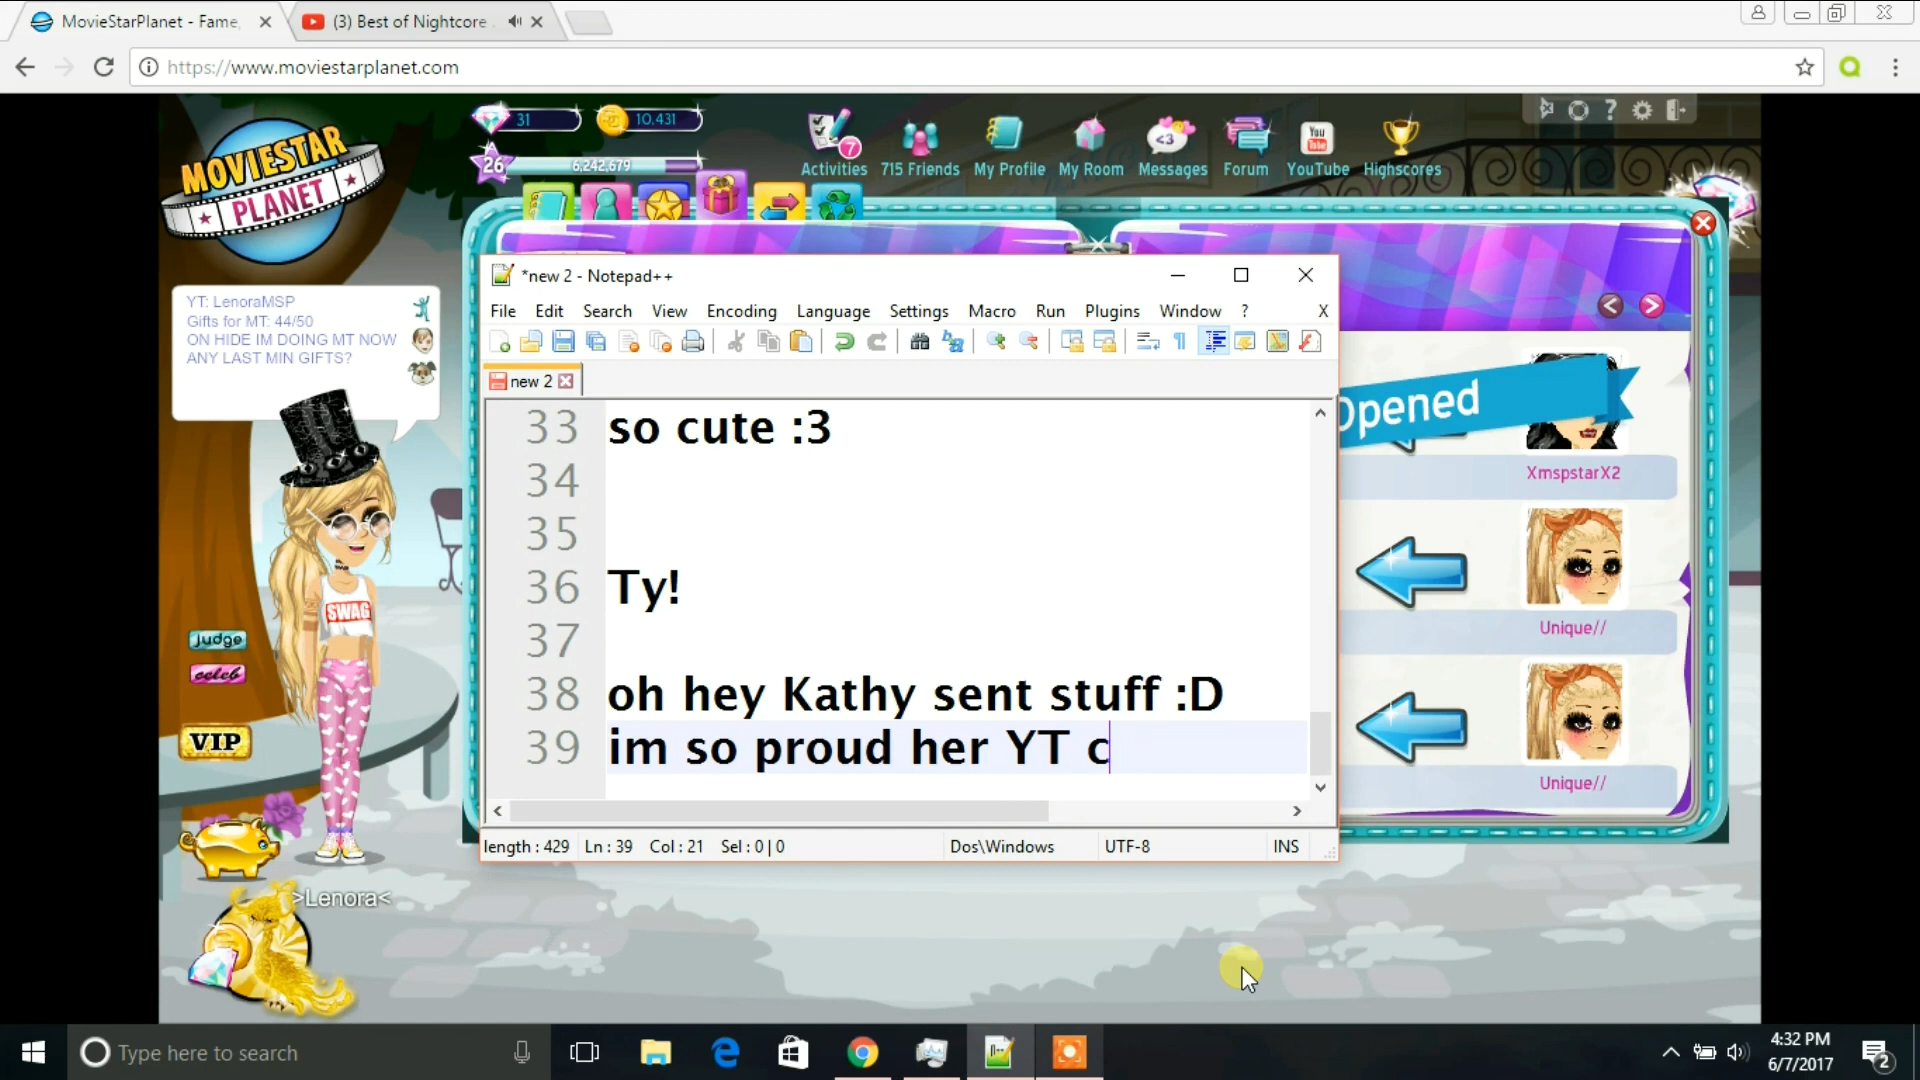 MovieStarPlanet - Fame,
(3) Best of Nightcore
https://www.moviestarplanet.com
MOVIESTAR
PLANET
31
10.431
26
6,242,679
7
Activities
715 Friends
My Profile
My Room
<3
Messages
Forum
You
Tube
YouTube
Highscores
YT: LenoraMSP
Gifts for MT: 44/50
ON HIDE IM DOING MT NOW
ANY LAST MIN GIFTS?
SWAG
judge
celeb
VIP
>Lenora<
*new 2 - Notepad++
File Edit Search View Encoding Language Settings Macro Run Plugins Window ? X
new 2
33 so cute :3
34
35
36 Ty!
37
38 oh hey Kathy sent stuff :D
39 im so proud her YT c
length : 429 Ln : 39 Col : 21 Sel : 0 | 0 Dos\Windows UTF-8 INS
Opened
XmspstarX2
Unique//
Unique//
Type here to search
4:32 PM
6/7/2017
2